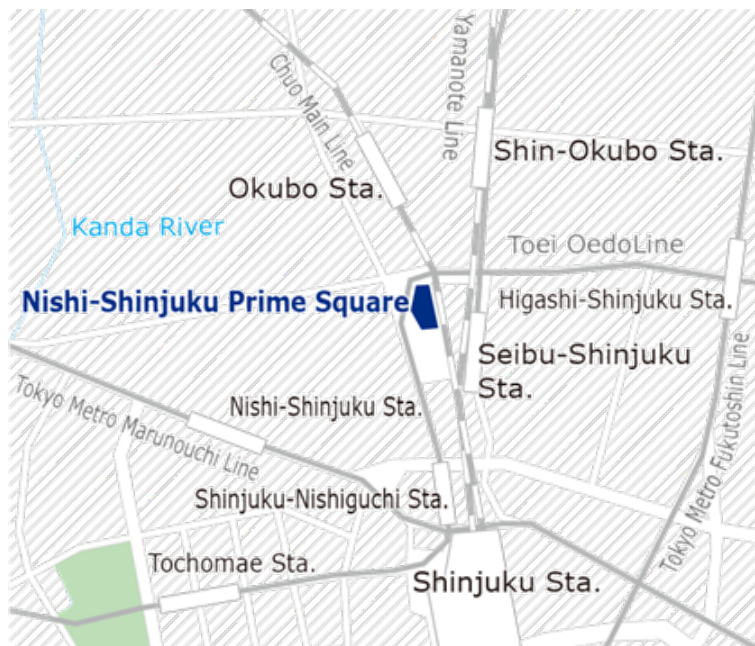 Yamanote Line
Chuo Main Line
Shin-Okubo Sta.
Okubo Sta.
Kanda River
Toei OedoLine
Nishi-Shinjuku Prime Square
Higashi-Shinjuku Sta.
Seibu-Shinjuku
Sta.
Tokyo Metro Marunouchi Line
Nishi-Shinjuku Sta.
Tokyo Metro Fukutoshin Line
Shinjuku-Nishiguchi Sta.
Tochomae Sta.
Shinjuku Sta.